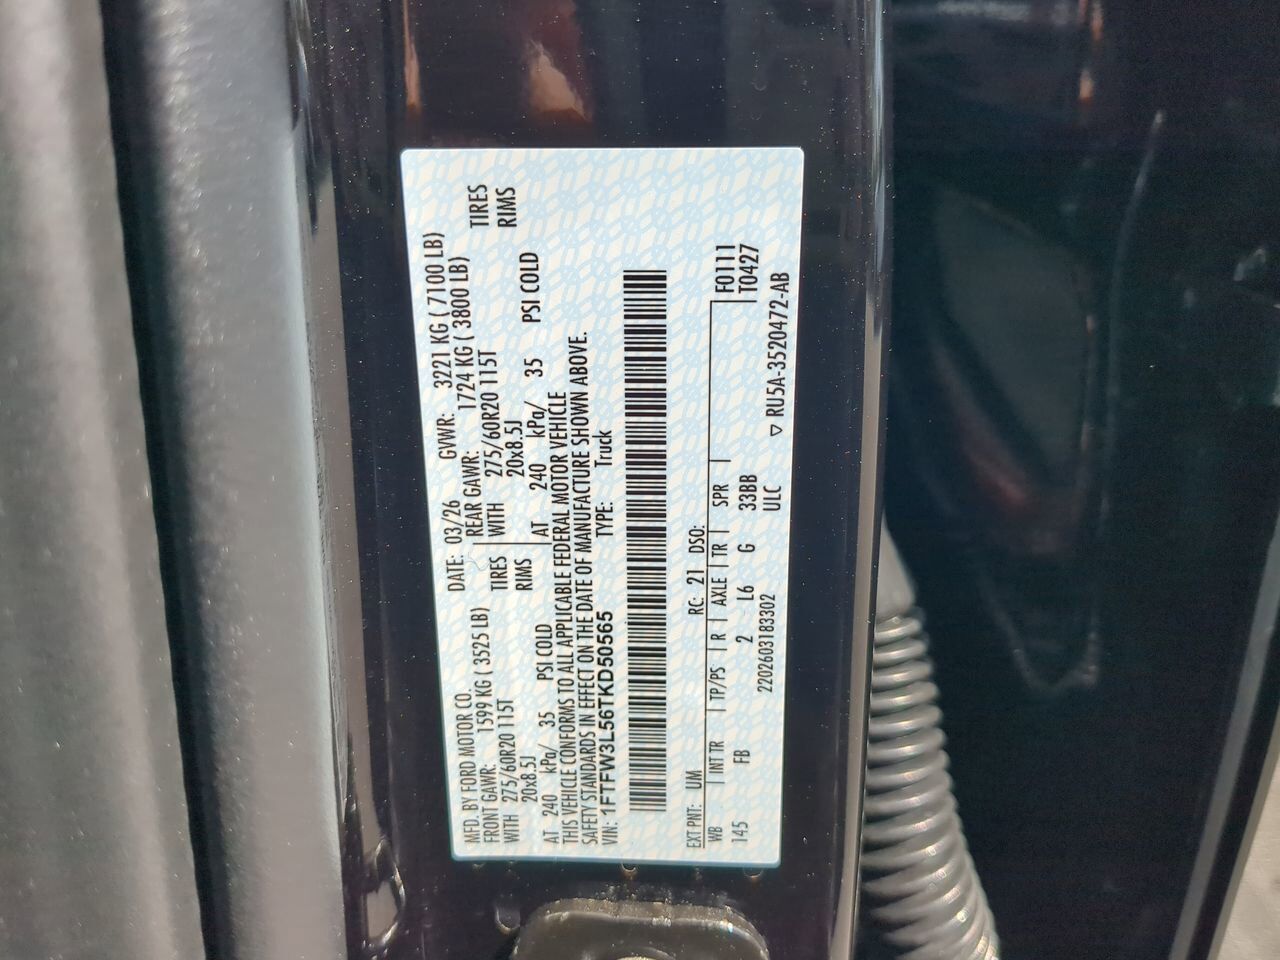 MFD. BY FORD MOTOR CO. DATE: 03/26 GVWR: 3221 KG ( 7100 LB)
FRONT GAWR: 1599 KG ( 3525 LB) REAR GAWR: 1724 KG ( 3800 LB)
WITH 275/60R20 115T TIRES WITH 275/60R20 115T TIRES
20x8.5J RIMS 20x8.5J RIMS
AT 240 kPa/ 35 PSI COLD AT 240 kPa/ 35 PSI COLD
THIS VEHICLE CONFORMS TO ALL APPLICABLE FEDERAL MOTOR VEHICLE
SAFETY STANDARDS IN EFFECT ON THE DATE OF MANUFACTURE SHOWN ABOVE.
VIN: 1FTFW3L56TKD50565 TYPE: Truck
EXT PNT: UM RC: 21 DSO:
WB INT TR TP/PS R AXLE TR SPR F0111
145 FB 2 L6 G 33BB T0427
2202603183302 ULC
▽ RU5A-3520472-AB